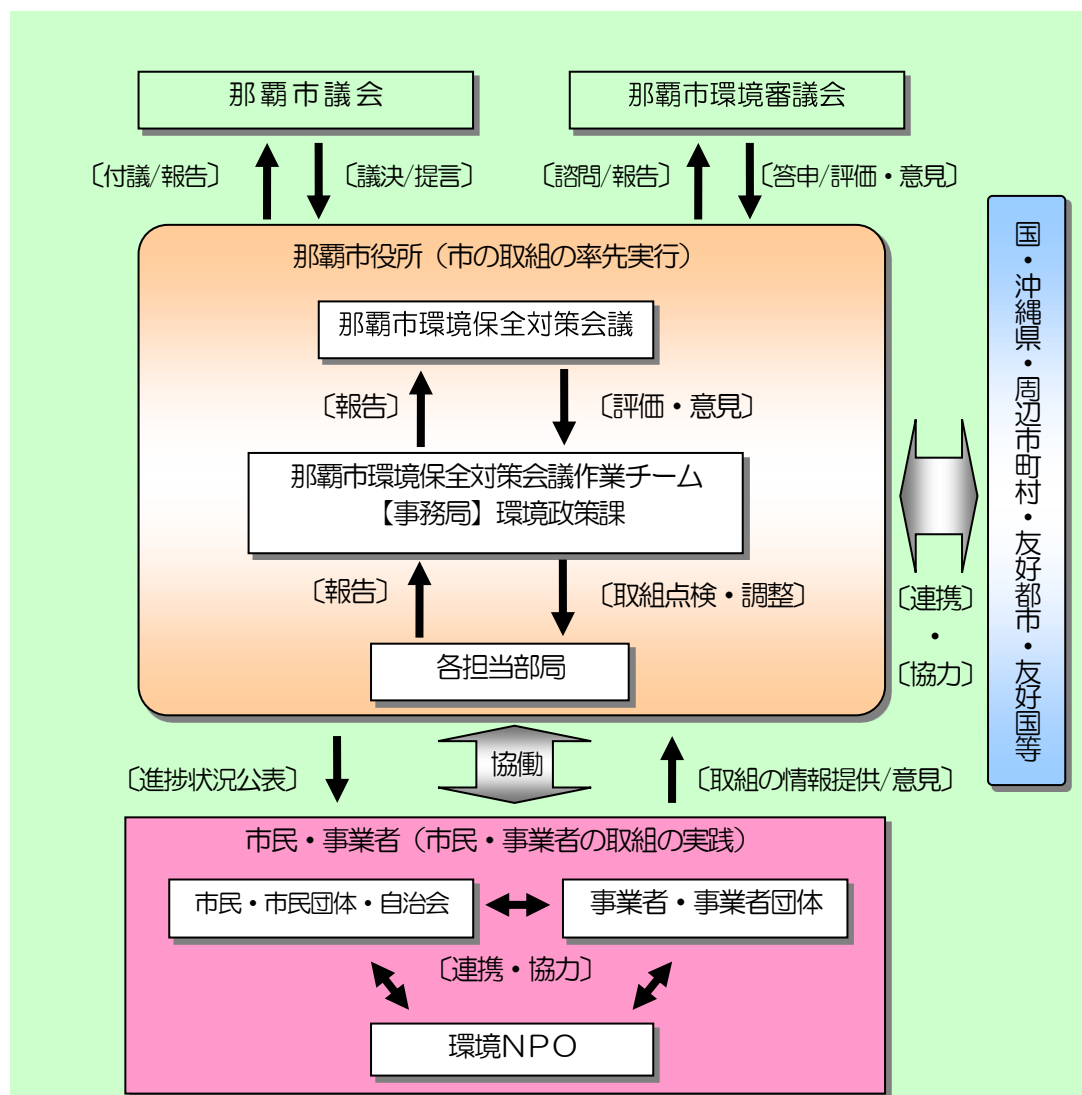 那覇市議会
那覇市環境審議会
〔付議/報告〕
〔議決/提言〕
〔諮問/報告〕
〔答申/評価・意見〕
那覇市役所（市の取組の率先実行）
那覇市環境保全対策会議
〔報告〕
〔評価・意見〕
那覇市環境保全対策会議作業チーム
【事務局】環境政策課
〔報告〕
〔取組点検・調整〕
各担当部局
国・沖縄県・周辺市町村・友好都市・友好国等
〔連携〕
・
〔協力〕
〔進捗状況公表〕
協働
〔取組の情報提供/意見〕
市民・事業者（市民・事業者の取組の実践）
市民・市民団体・自治会
事業者・事業者団体
〔連携・協力〕
環境ＮＰＯ